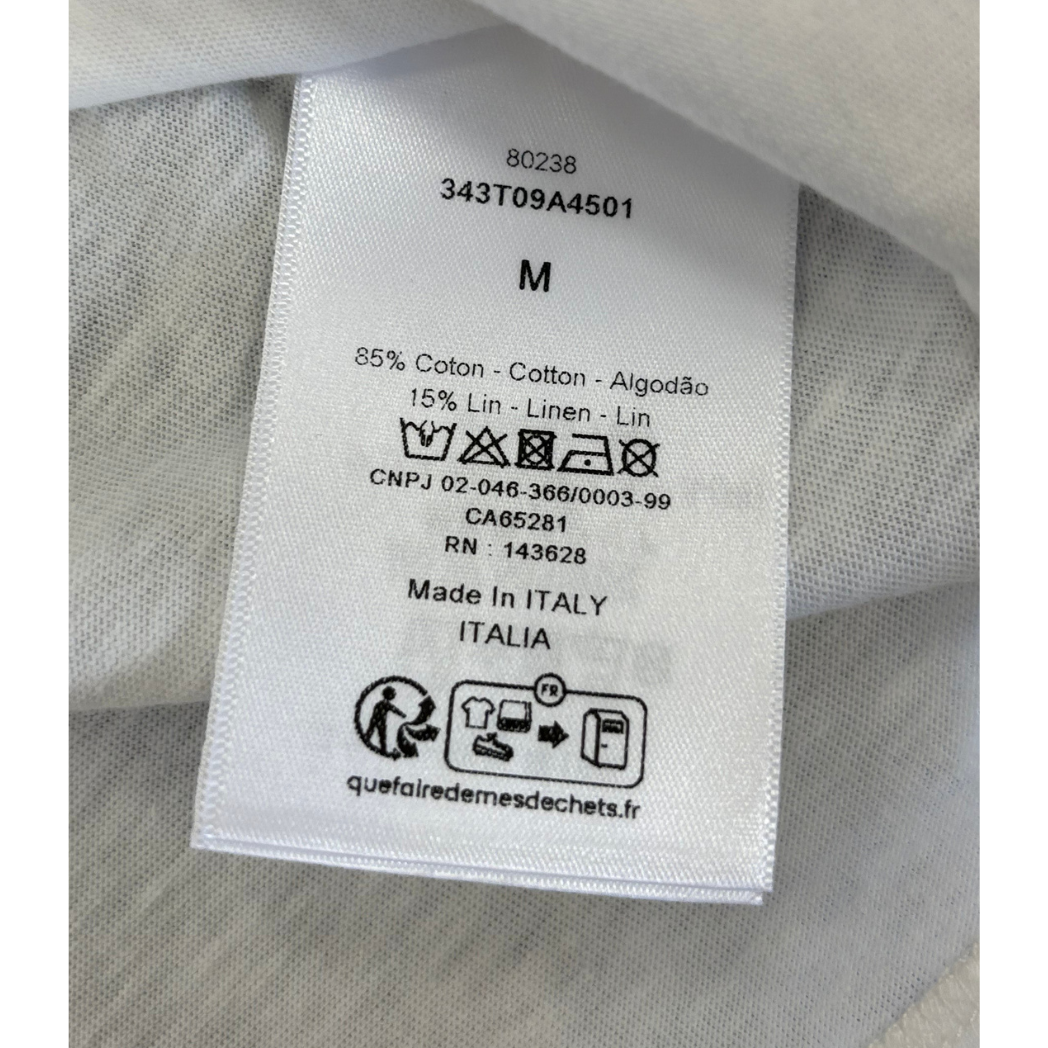 80238
343T09A4501
M
85% Coton - Cotton - Algodão
15% Lin - Linen - Lin
CNPJ 02-046-366/0003-99
CA65281
RN : 143628
Made In ITALY
ITALIA
FR
quefairedemesdechets.fr